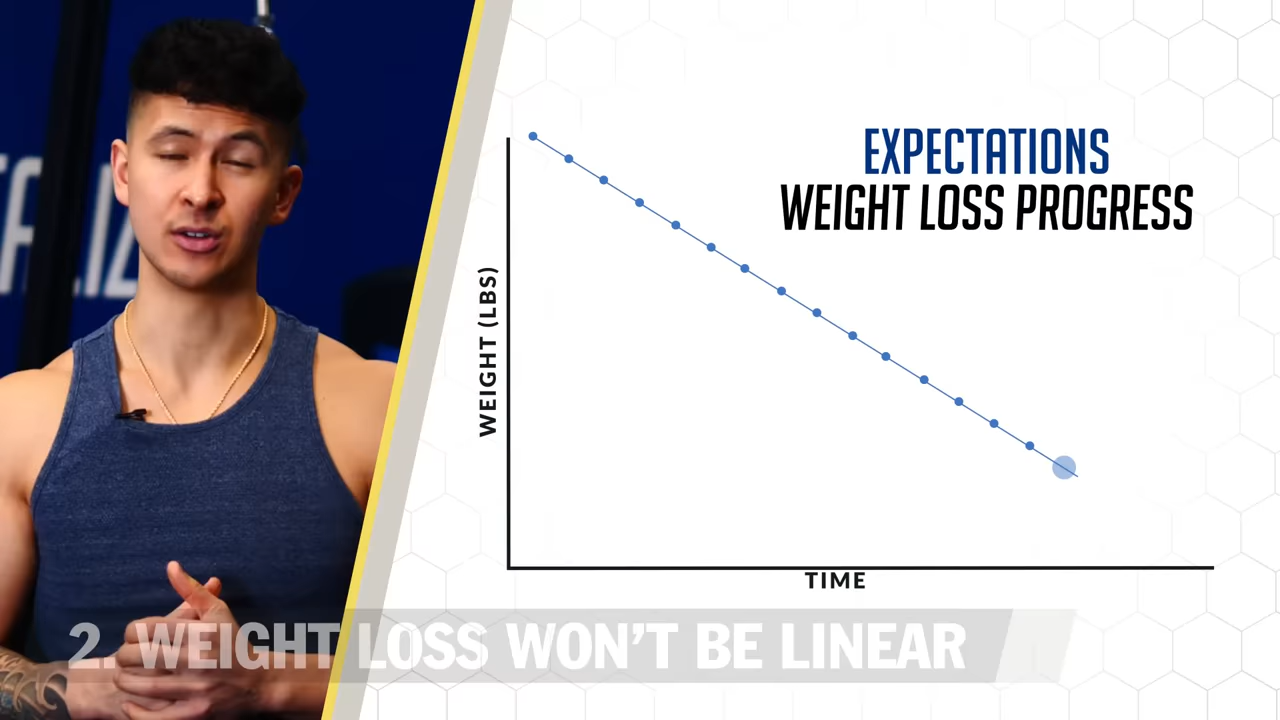 EXPECTATIONS
WEIGHT LOSS PROGRESS
WEIGHT (LBS)
TIME
2. WEIGHT LOSS WON'T BE LINEAR